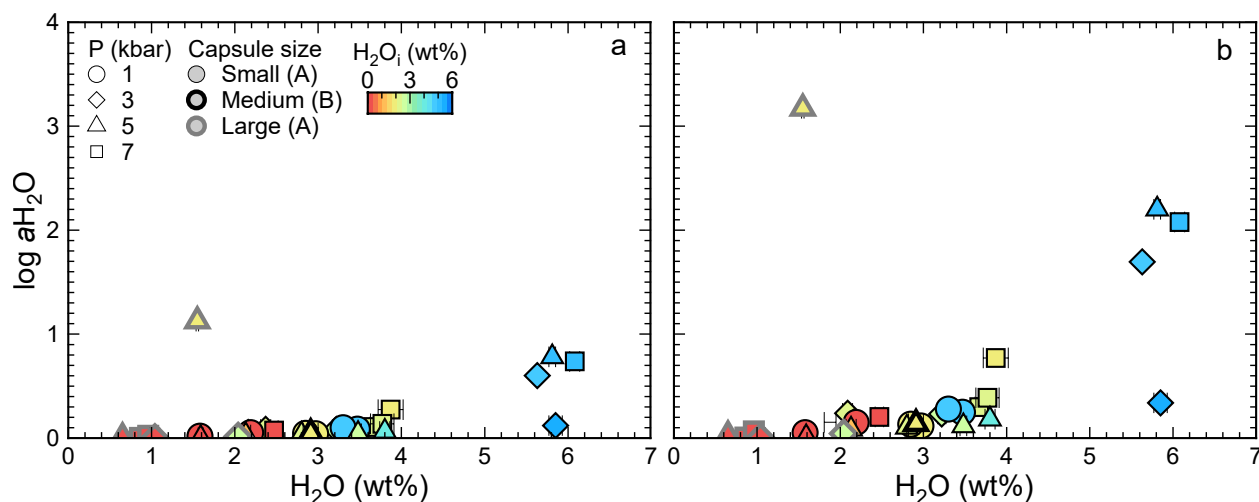 4
3
2
1
0
log aH₂O
P (kbar)
1
3
5
7
Capsule size
Small (A)
Medium (B)
Large (A)
H₂Oᵢ (wt%)
0 3 6
a
0 1 2 3 4 5 6 7
H₂O (wt%)
b
0 1 2 3 4 5 6 7
H₂O (wt%)